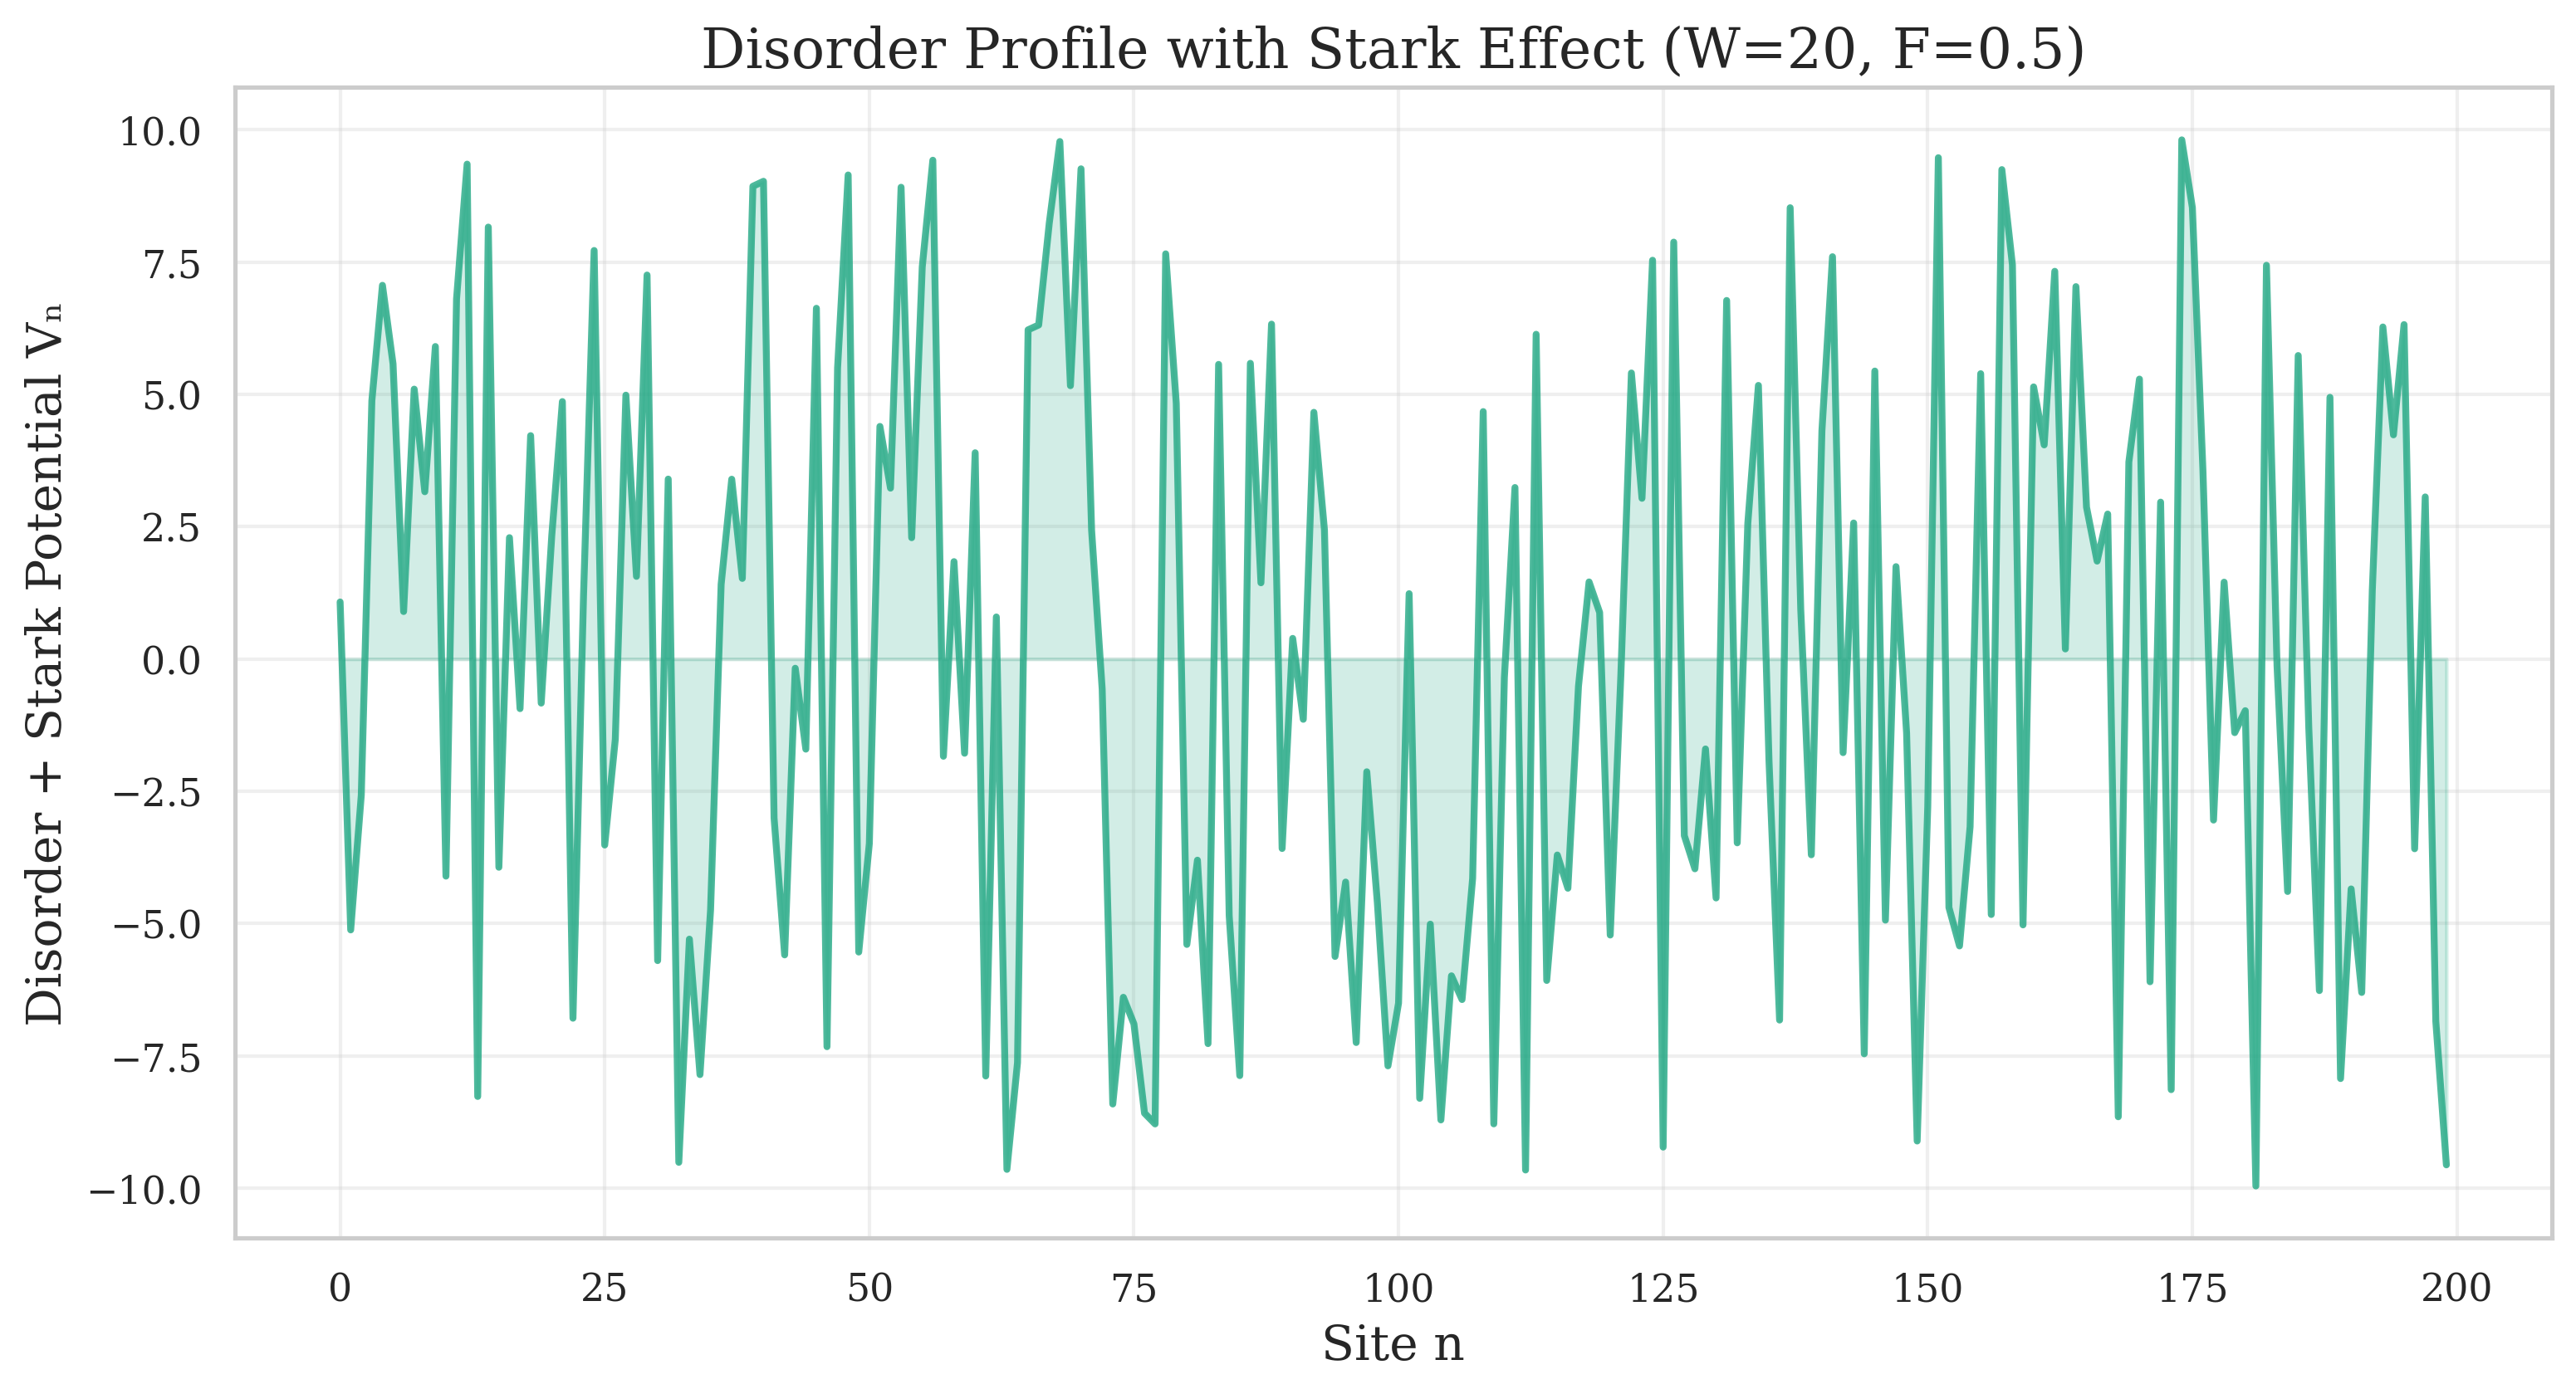 Disorder Profile with Stark Effect (W=20, F=0.5)
Disorder + Stark Potential Vₙ
10.0
7.5
5.0
2.5
0.0
−2.5
−5.0
−7.5
−10.0
0 25 50 75 100 125 150 175 200
Site n